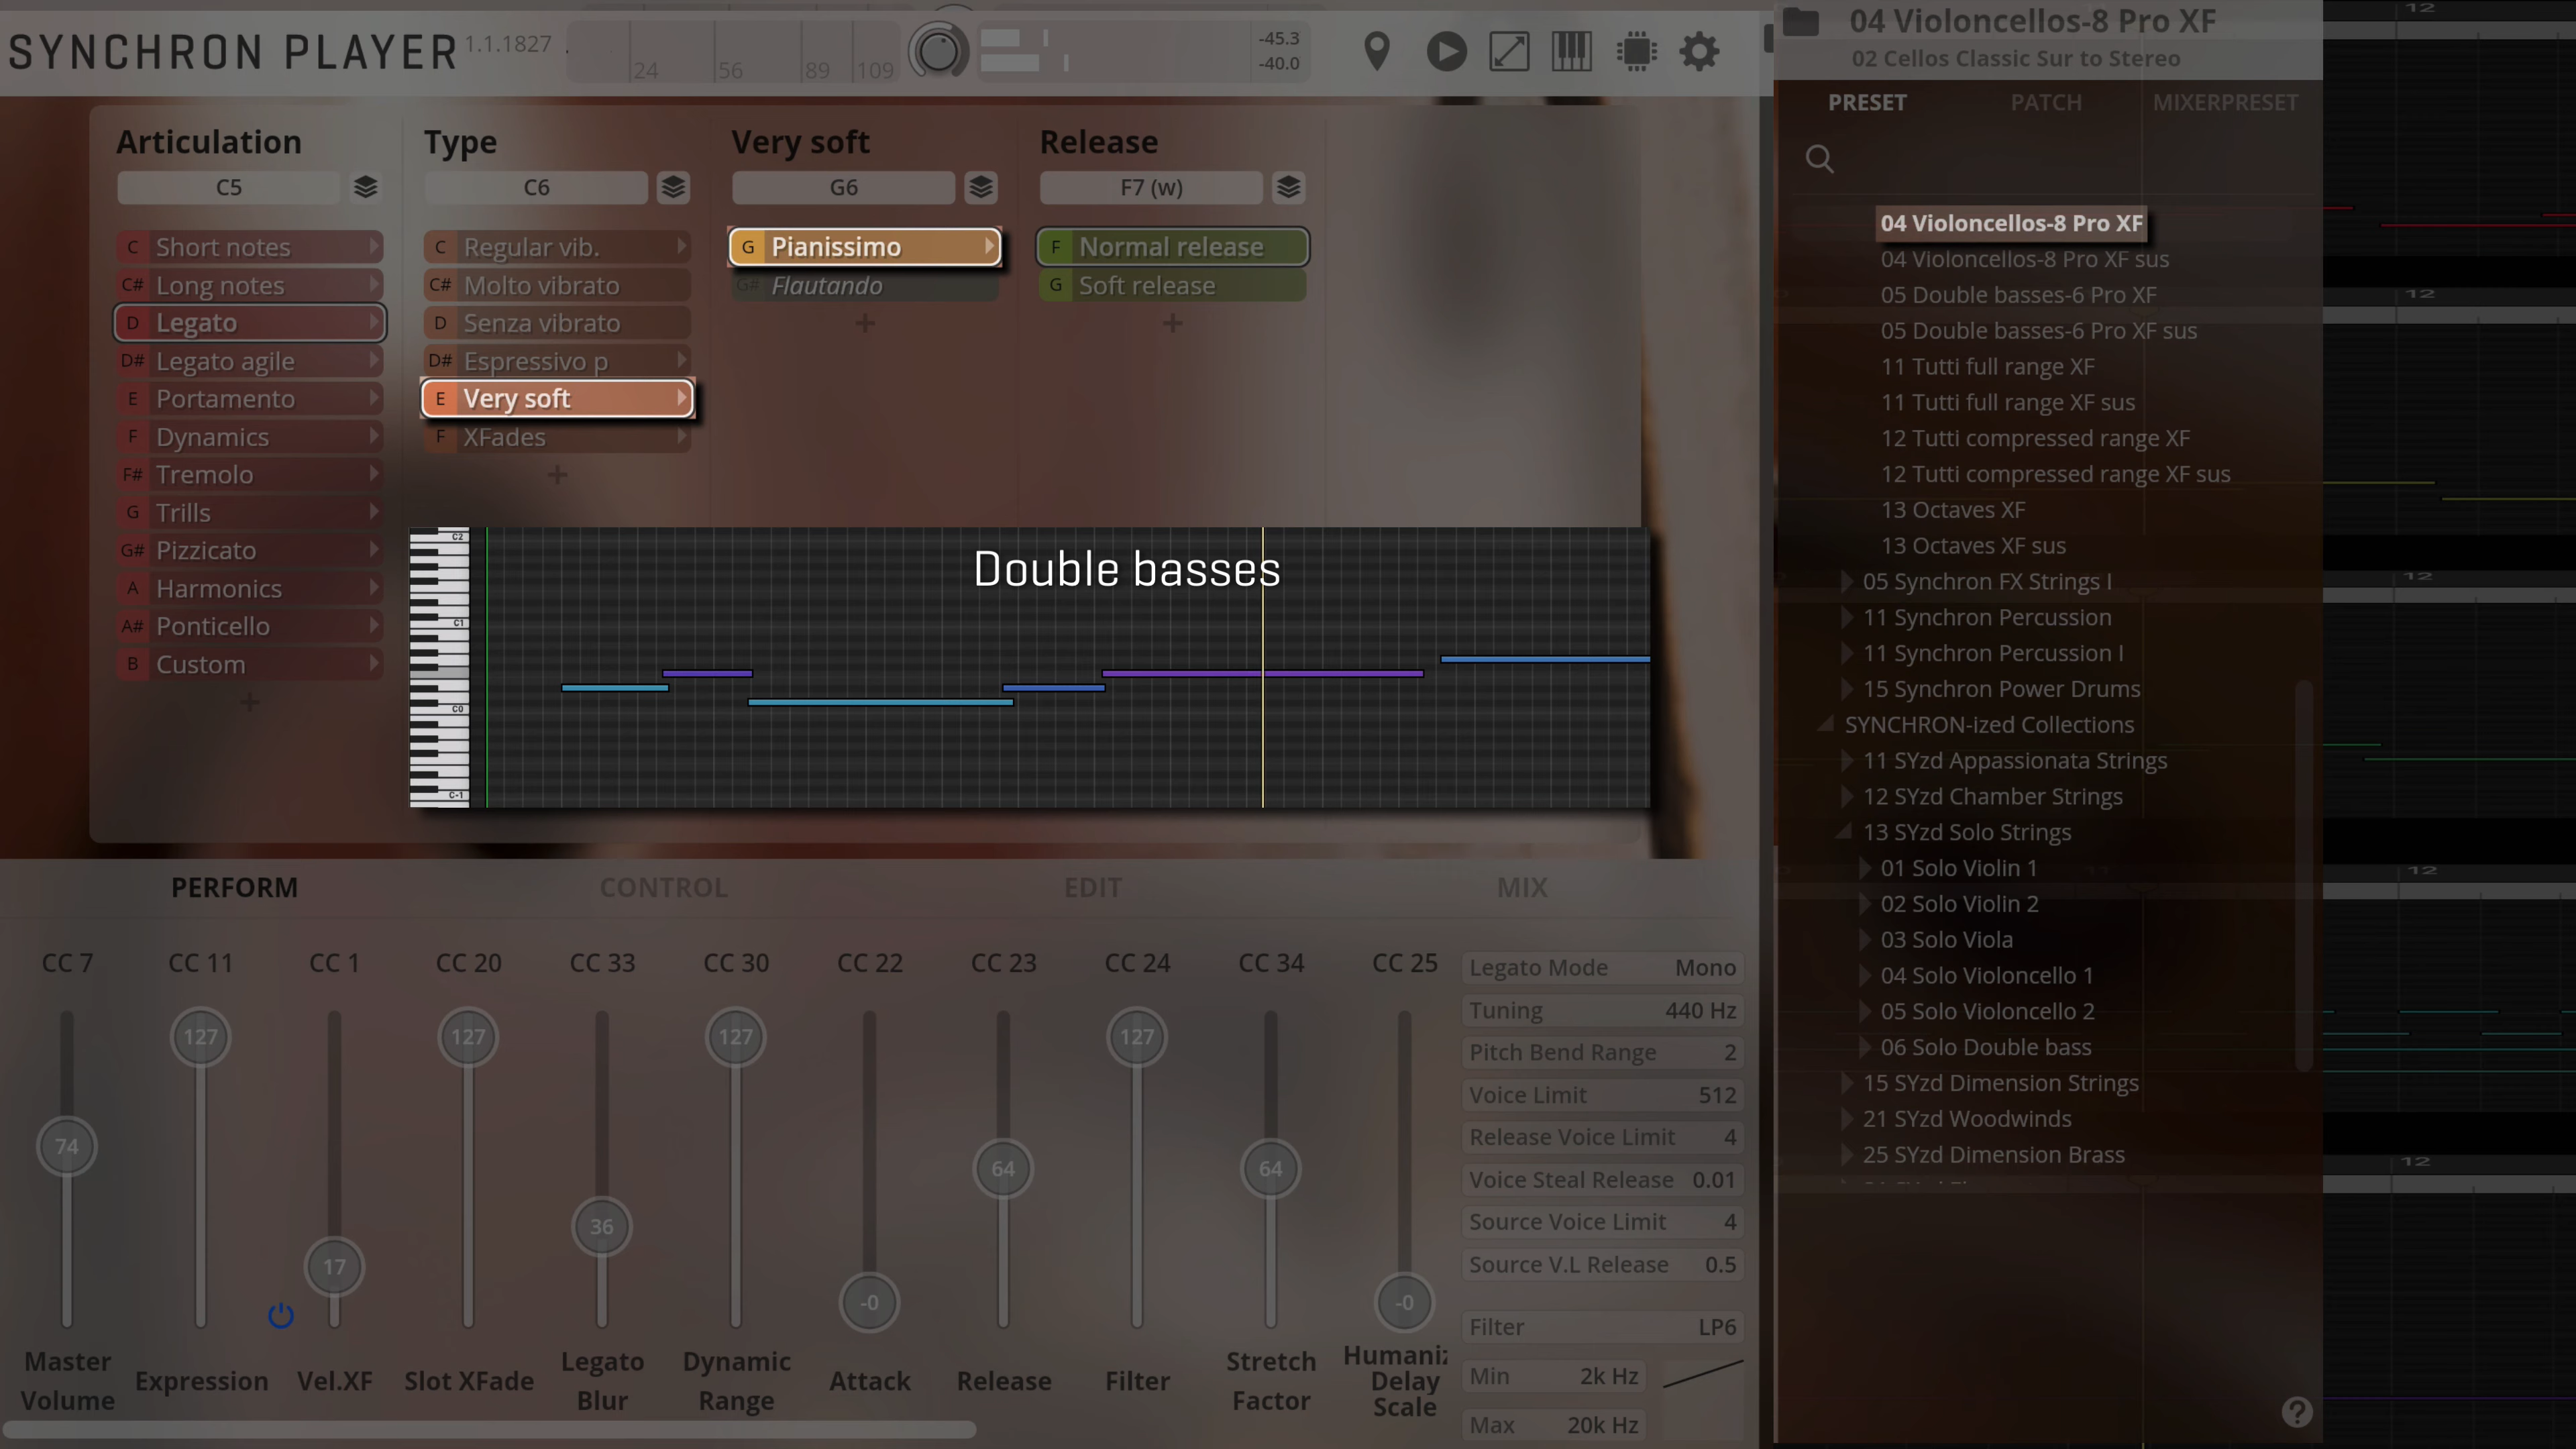 SYNCHRON PLAYER 1.1.1827
24 56 89 109
-45.3
-40.0
Articulation
C5
C Short notes
C# Long notes
D Legato
D# Legato agile
E Portamento
F Dynamics
F# Tremolo
G Trills
G# Pizzicato
A Harmonics
A# Ponticello
B Custom
+
Type
C6
C Regular vib.
C# Molto vibrato
D Senza vibrato
D# Espressivo p
E Very soft
F XFades
+
Very soft
G6
G Pianissimo
G# Flautando
+
Release
F7 (w)
F Normal release
G Soft release
+
Double basses
C2
C1
C0
C-1
PERFORM CONTROL EDIT MIX
CC 7 CC 11 CC 1 CC 20 CC 33 CC 30 CC 22 CC 23 CC 24 CC 34 CC 25
74 127 17 127 36 127 -0 64 127 64 -0
Master Volume
Expression
Vel.XF
Slot XFade
Legato Blur
Dynamic Range
Attack
Release
Filter
Stretch Factor
Humaniz
Delay
Scale
Legato Mode Mono
Tuning 440 Hz
Pitch Bend Range 2
Voice Limit 512
Release Voice Limit 4
Voice Steal Release 0.01
Source Voice Limit 4
Source V.L Release 0.5
Filter LP6
Min 2k Hz
Max 20k Hz
04 Violoncellos-8 Pro XF
02 Cellos Classic Sur to Stereo
PRESET PATCH MIXERPRESET
04 Violoncellos-8 Pro XF
04 Violoncellos-8 Pro XF sus
05 Double basses-6 Pro XF
05 Double basses-6 Pro XF sus
11 Tutti full range XF
11 Tutti full range XF sus
12 Tutti compressed range XF
12 Tutti compressed range XF sus
13 Octaves XF
13 Octaves XF sus
05 Synchron FX Strings I
11 Synchron Percussion
11 Synchron Percussion I
15 Synchron Power Drums
SYNCHRON-ized Collections
11 SYzd Appassionata Strings
12 SYzd Chamber Strings
13 SYzd Solo Strings
01 Solo Violin 1
02 Solo Violin 2
03 Solo Viola
04 Solo Violoncello 1
05 Solo Violoncello 2
06 Solo Double bass
15 SYzd Dimension Strings
21 SYzd Woodwinds
25 SYzd Dimension Brass
?
12
12
12
12
12